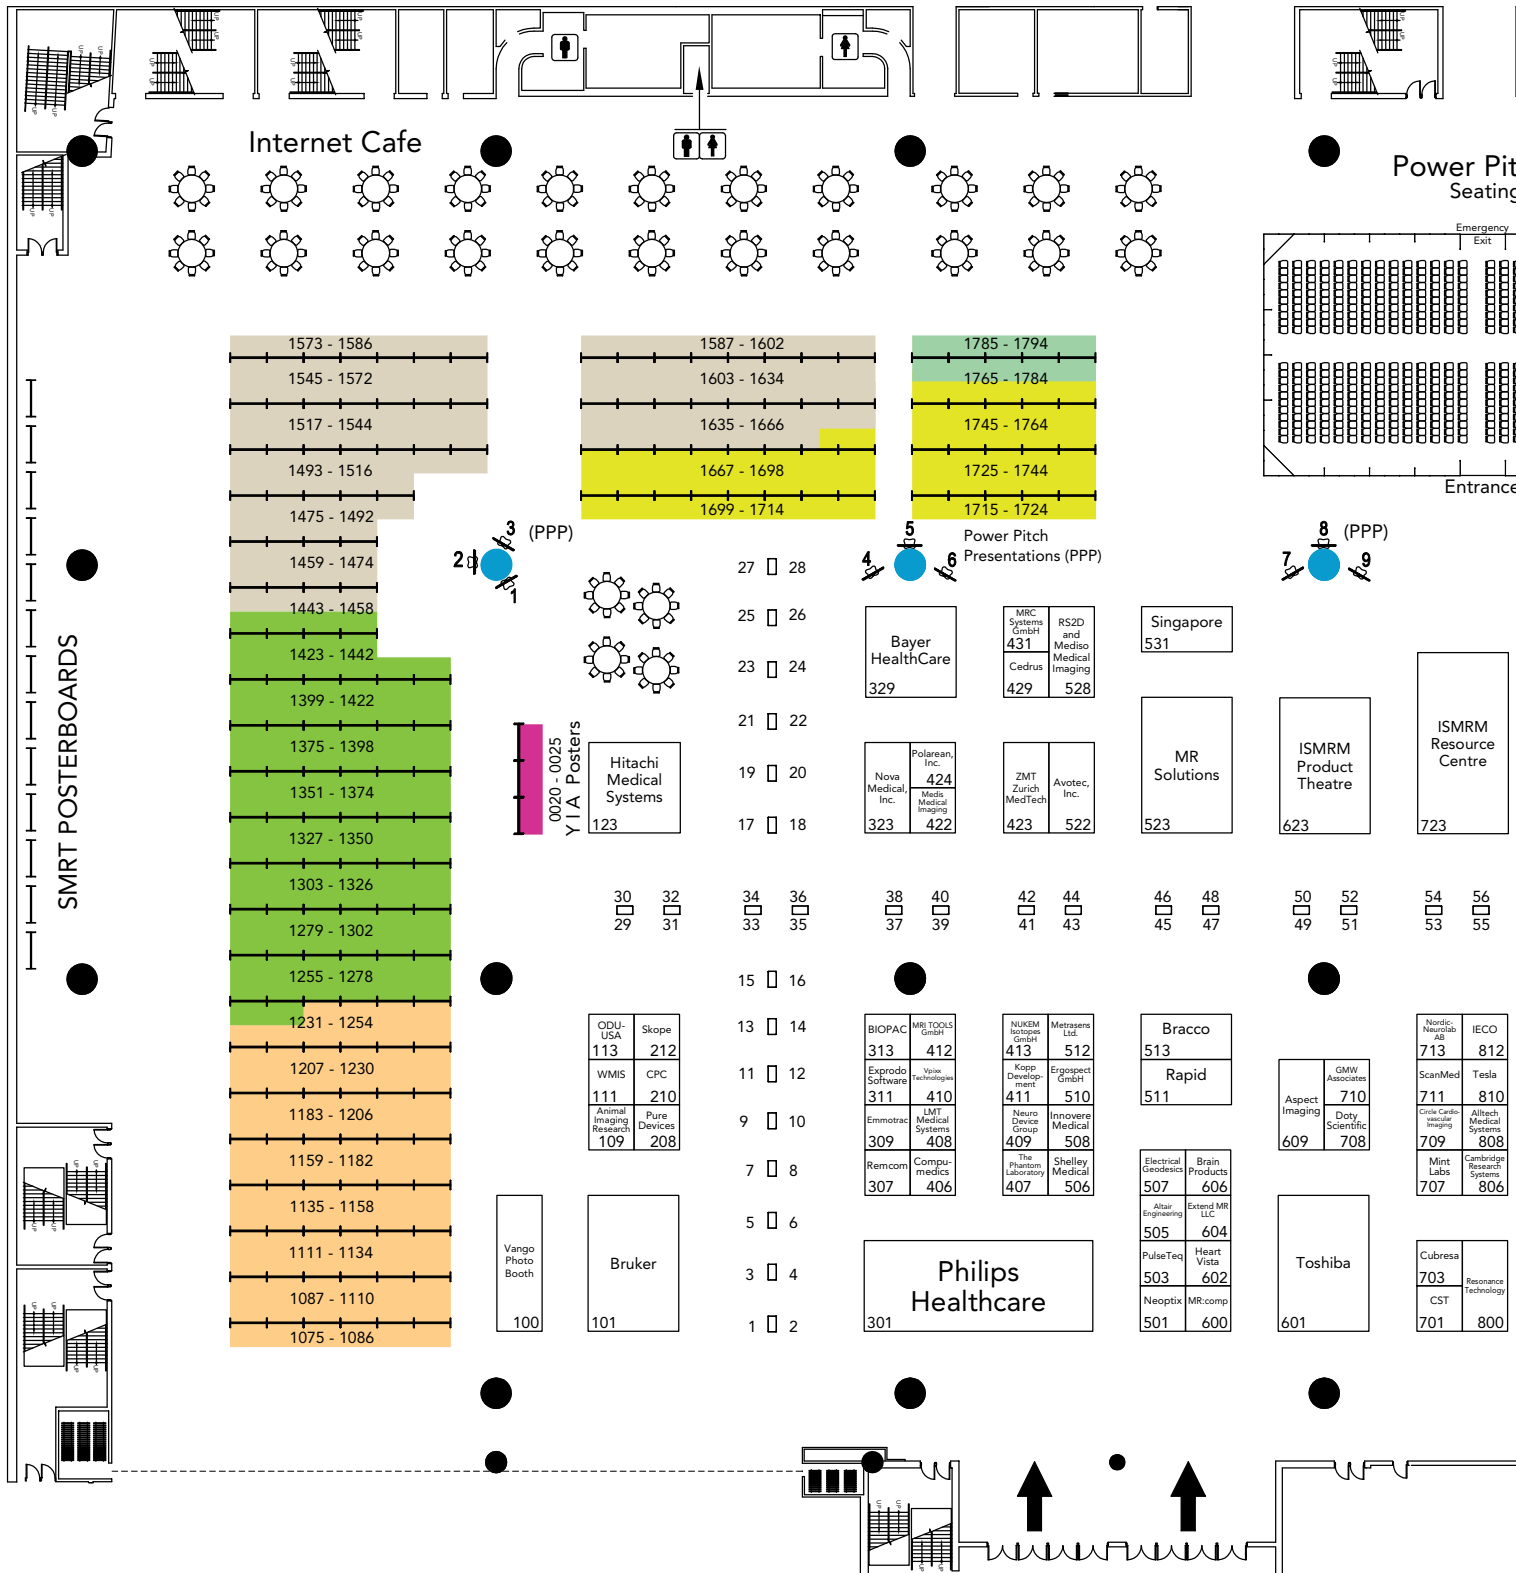 Internet Cafe
Power Pit
Seating
Emergency
Exit
Entrance
SMRT POSTERBOARDS
1573 - 1586
1545 - 1572
1517 - 1544
1493 - 1516
1475 - 1492
1459 - 1474
1443 - 1458
1423 - 1442
1399 - 1422
1375 - 1398
1351 - 1374
1327 - 1350
1303 - 1326
1279 - 1302
1255 - 1278
1231 - 1254
1207 - 1230
1183 - 1206
1159 - 1182
1135 - 1158
1111 - 1134
1087 - 1110
1075 - 1086
1587 - 1602
1603 - 1634
1635 - 1666
1667 - 1698
1699 - 1714
1785 - 1794
1765 - 1784
1745 - 1764
1725 - 1744
1715 - 1724
3 (PPP)
2
1
5
4
6
Power Pitch
Presentations (PPP)
8 (PPP)
7
9
0020 - 0025
Y I A Posters
27 28
25 26
23 24
21 22
19 20
17 18
Hitachi
Medical
Systems
123
Bayer
HealthCare
329
MRC
Systems
GmbH
431
Cedrus
429
RS2D
and
Mediso
Medical
Imaging
528
Singapore
531
Nova
Medical,
Inc.
323
Polarean,
Inc.
424
Medis
Medical
Imaging
422
ZMT
Zurich
MedTech
423
Avotec,
Inc.
522
MR
Solutions
523
ISMRM
Product
Theatre
623
ISMRM
Resource
Centre
723
30 32 34 36 38 40 42 44 46 48 50 52 54 56
29 31 33 35 37 39 41 43 45 47 49 51 53 55
15 16
13 14
11 12
9 10
7 8
5 6
3 4
1 2
ODU-
USA
113
Skope
212
WMIS
111
CPC
210
Animal
Imaging
Research
109
Pure
Devices
208
Vango
Photo
Booth
100
Bruker
101
BIOPAC
313
MRI TOOLS
GmbH
412
Exprodo
Software
311
Vpixx
Technologies
410
Emmotrac
309
LMT
Medical
Systems
408
Remcom
307
Compu-
medics
406
Philips
Healthcare
301
NUKEM
Isotopes
GmbH
413
Metrasens
Ltd.
512
Kopp
Develop-
ment
411
Ergospect
GmbH
510
Neuro
Device
Group
409
Innovere
Medical
508
The
Phantom
Laboratory
407
Shelley
Medical
506
Bracco
513
Rapid
511
Electrical
Geodesics
507
Brain
Products
606
Altair
Engineering
505
Extend MR
LLC
604
PulseTeq
503
Heart
Vista
602
Neoptix
501
MR:comp
600
Aspect
Imaging
609
GMW
Associates
710
Doty
Scientific
708
Toshiba
601
Nordic-
Neurolab
AB
713
IECO
812
ScanMed
711
Tesla
810
Circle Cardio-
vascular
Imaging
709
Alltech
Medical
Systems
808
Mint
Labs
707
Cambridge
Research
Systems
806
Cubresa
703
CST
701
Resonance
Technology
800